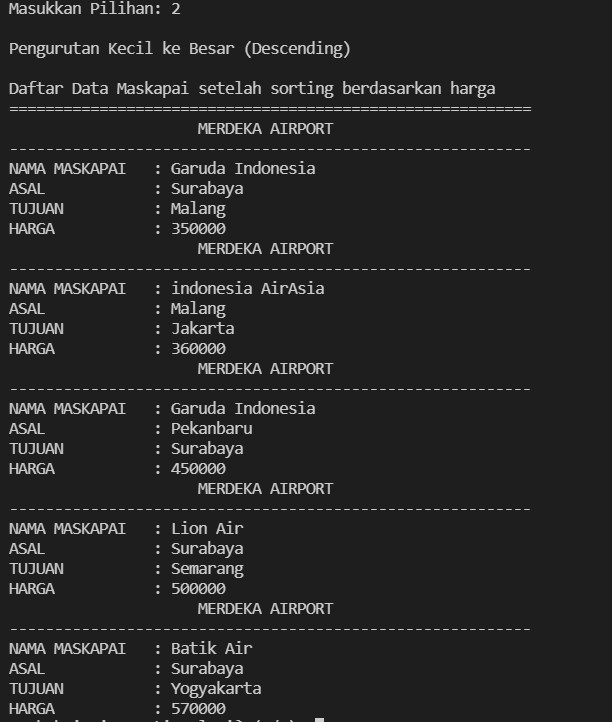 Masukkan Pilihan: 2
Pengurutan Kecil ke Besar (Descending)
Daftar Data Maskapai setelah sorting berdasarkan harga
==========================================================
MERDEKA AIRPORT
----------------------------------------------------------
NAMA MASKAPAI : Garuda Indonesia
ASAL : Surabaya
TUJUAN : Malang
HARGA : 350000
MERDEKA AIRPORT
----------------------------------------------------------
NAMA MASKAPAI : indonesia AirAsia
ASAL : Malang
TUJUAN : Jakarta
HARGA : 360000
MERDEKA AIRPORT
----------------------------------------------------------
NAMA MASKAPAI : Garuda Indonesia
ASAL : Pekanbaru
TUJUAN : Surabaya
HARGA : 450000
MERDEKA AIRPORT
----------------------------------------------------------
NAMA MASKAPAI : Lion Air
ASAL : Surabaya
TUJUAN : Semarang
HARGA : 500000
MERDEKA AIRPORT
----------------------------------------------------------
NAMA MASKAPAI : Batik Air
ASAL : Surabaya
TUJUAN : Yogyakarta
HARGA : 570000